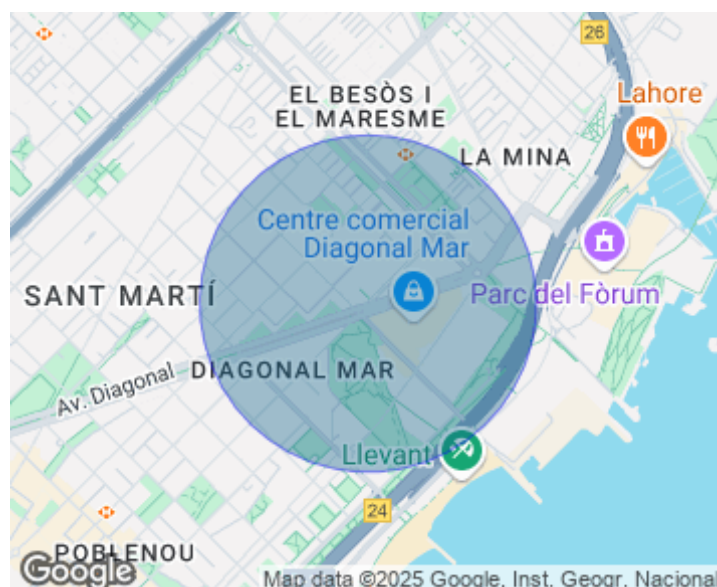 26
EL BESÒS I
EL MARESME
Lahore
LA MINA
Centre comercial
Diagonal Mar
SANT MARTÍ
Parc del Fòrum
Av. Diagonal
DIAGONAL MAR
Llevant
24
POBLENOU
Google
Map data ©2025 Google, Inst. Geogr. Nacional